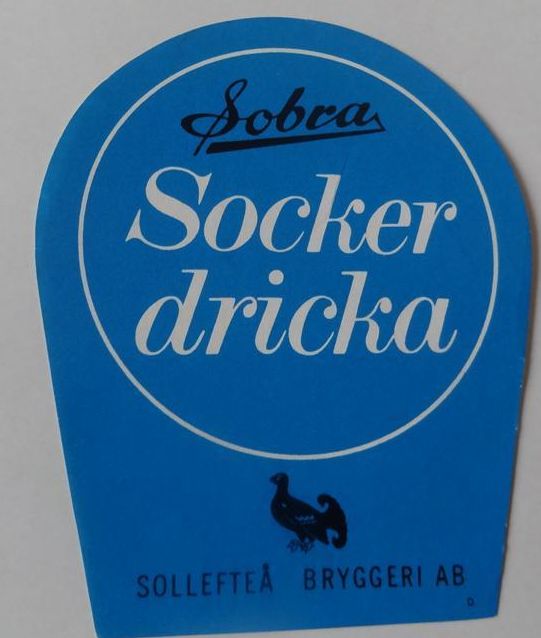 Sobra
Socker
dricka
SOLLEFTEÅ BRYGGERI AB